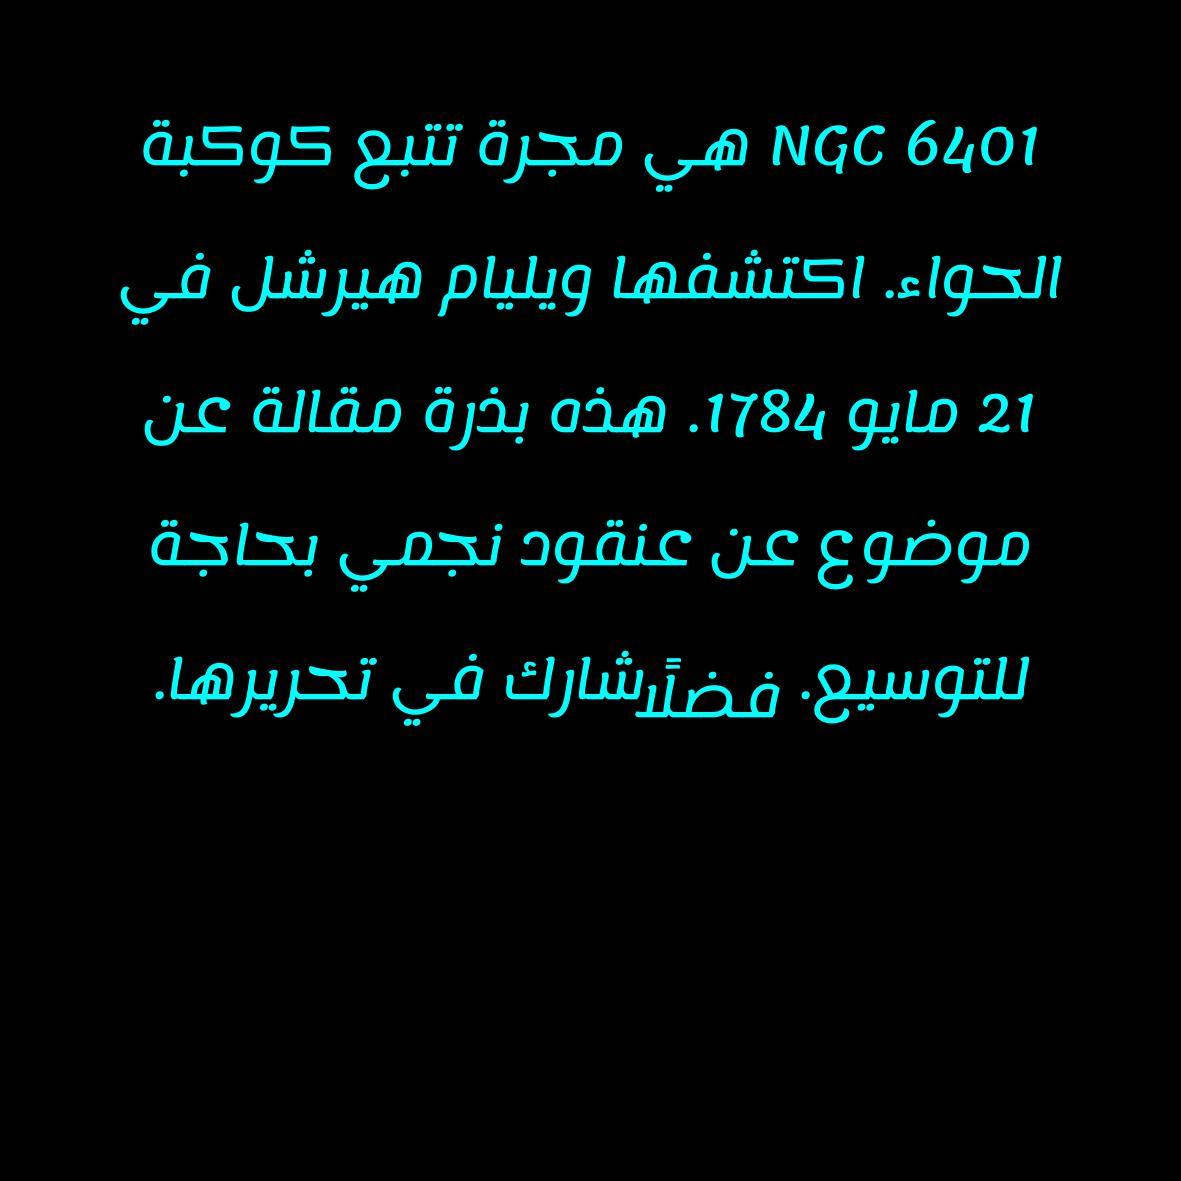 NGC 6401 هي مجرة تتبع كوكبة
الحواء. اكتشفها ويليام هيرشل في
21 مايو 1784. هذه بذرة مقالة عن
موضوع عن عنقود نجمي بحاجة
للتوسيع. فضلًا شارك في تحريرها.